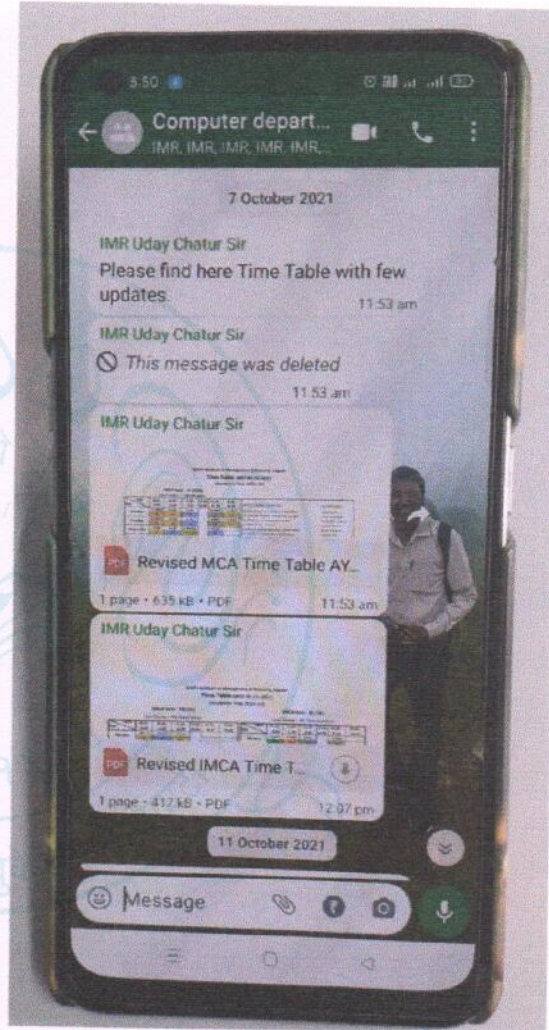 3:50
Computer depart...
IMR, IMR, IMR, IMR, IMR,...
7 October 2021
IMR Uday Chatur Sir
Please find here Time Table with few
updates.
11:53 am
IMR Uday Chatur Sir
This message was deleted
11:53 am
IMR Uday Chatur Sir
PDF
Revised MCA Time Table AY...
1 page • 635 kB • PDF
11:53 am
IMR Uday Chatur Sir
PDF
Revised IMCA Time T...
1 page • 417 kB • PDF
12:07 pm
11 October 2021
Message